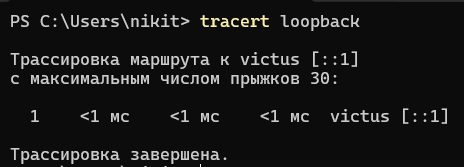 PS C:\Users\nikit> tracert loopback
Трассировка маршрута к victus [::1]
с максимальным числом прыжков 30:
1 <1 мс <1 мс <1 мс victus [::1]
Трассировка завершена.